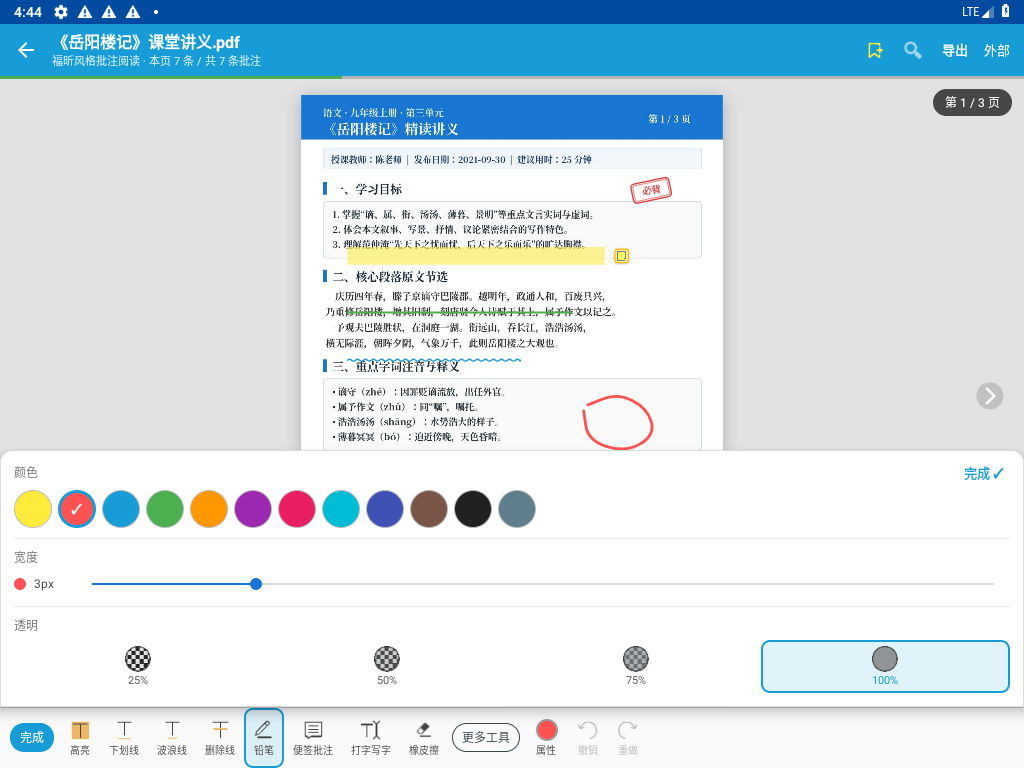 4:44
LTE
《岳阳楼记》课堂讲义.pdf
福昕风格批注阅读 · 本页 7 条 / 共 7 条批注
导出
外部
第 1 / 3 页
语文 · 九年级上册 · 第三单元
《岳阳楼记》精读讲义
第 1 / 3 页
授课教师：陈老师 | 发布日期：2021-09-30 | 建议用时：25 分钟
一、学习目标
必背
1. 掌握“谪、属、衔、汤汤、薄暮、景明”等重点文言实词与虚词。
2. 体会本文叙事、写景、抒情、议论紧密结合的写作特色。
3. 理解范仲淹“先天下之忧而忧，后天下之乐而乐”的旷达胸襟。
二、核心段落原文节选
庆历四年春，滕子京谪守巴陵郡。越明年，政通人和，百废具兴，
乃重修岳阳楼，增其旧制，刻唐贤今人诗赋于其上，属予作文以记之。
予观夫巴陵胜状，在洞庭一湖。衔远山，吞长江，浩浩汤汤，
横无际涯，朝晖夕阴，气象万千，此则岳阳楼之大观也。
三、重点字词注音与释义
• 谪守（zhé）：因罪贬谪流放，出任外官。
• 属予作文（zhǔ）：同“嘱”，嘱托。
• 浩浩汤汤（shāng）：水势浩大的样子。
• 薄暮冥冥（bó）：迫近傍晚，天色昏暗。
颜色
完成 ✓
宽度
3px
透明
25%
50%
75%
100%
完成
高亮
下划线
波浪线
删除线
铅笔
便签批注
打字写字
橡皮擦
更多工具
属性
撤销
重做